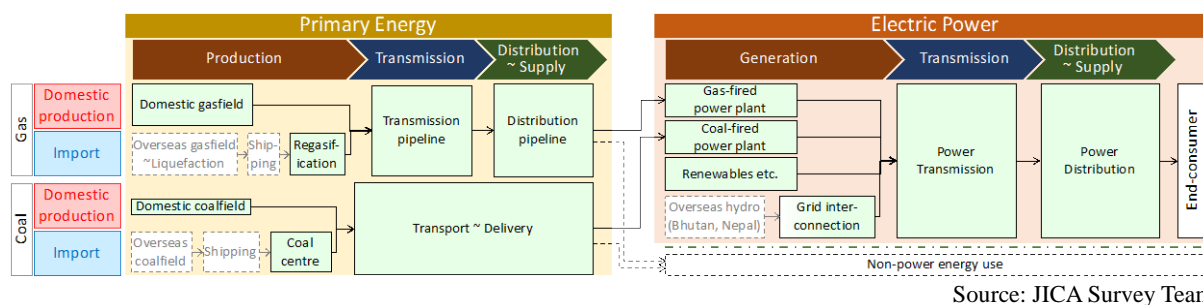 Primary Energy
Electric Power
Production
Transmission
Distribution
~ Supply
Generation
Transmission
Distribution
~ Supply
Gas
Domestic
production
Import
Domestic gasfield
Overseas gasfield
~Liquefaction
Ship-
ping
Regasif-
ication
Transmission
pipeline
Distribution
pipeline
Gas-fired
power plant
Coal-fired
power plant
Renewables etc.
Overseas hydro
(Bhutan, Nepal)
Grid inter-
connection
Power
Transmission
Power
Distribution
End-consumer
Coal
Domestic
production
Import
Domestic coalfield
Overseas
coalfield
Shipping
Coal
centre
Transport ~ Delivery
Non-power energy use
Source: JICA Survey Team